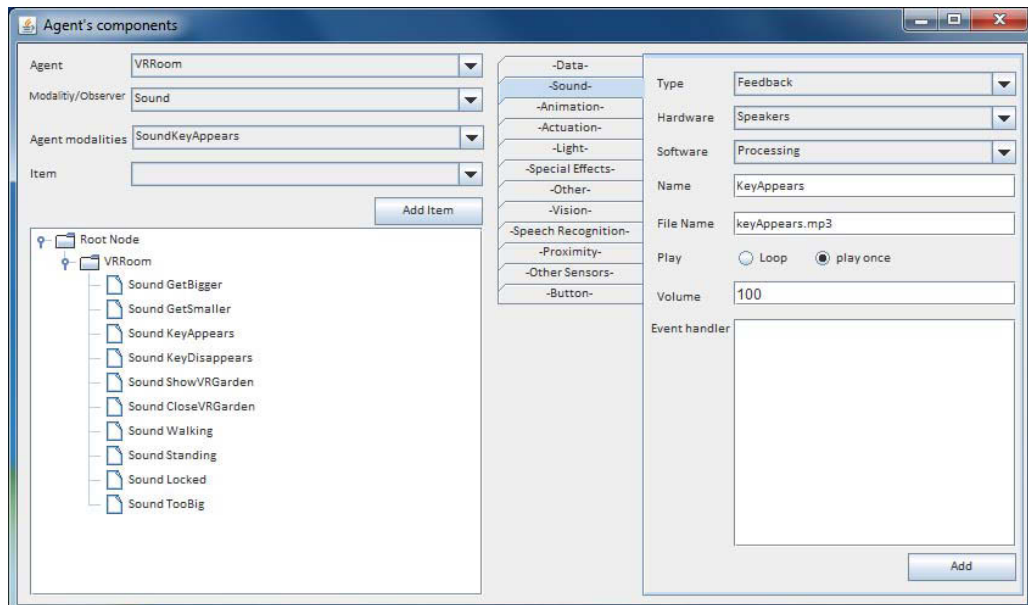 Agent's components
Agent VRRoom
Modalitiy/Observer Sound
Agent modalities SoundKeyAppears
Item
Add Item
Root Node
VRRoom
Sound GetBigger
Sound GetSmaller
Sound KeyAppears
Sound KeyDisappears
Sound ShowVRGarden
Sound CloseVRGarden
Sound Walking
Sound Standing
Sound Locked
Sound TooBig
-Data-
-Sound-
-Animation-
-Actuation-
-Light-
-Special Effects-
-Other-
-Vision-
-Speech Recognition-
-Proximity-
-Other Sensors-
-Button-
Type Feedback
Hardware Speakers
Software Processing
Name KeyAppears
File Name keyAppears.mp3
Play Loop play once
Volume 100
Event handler
Add